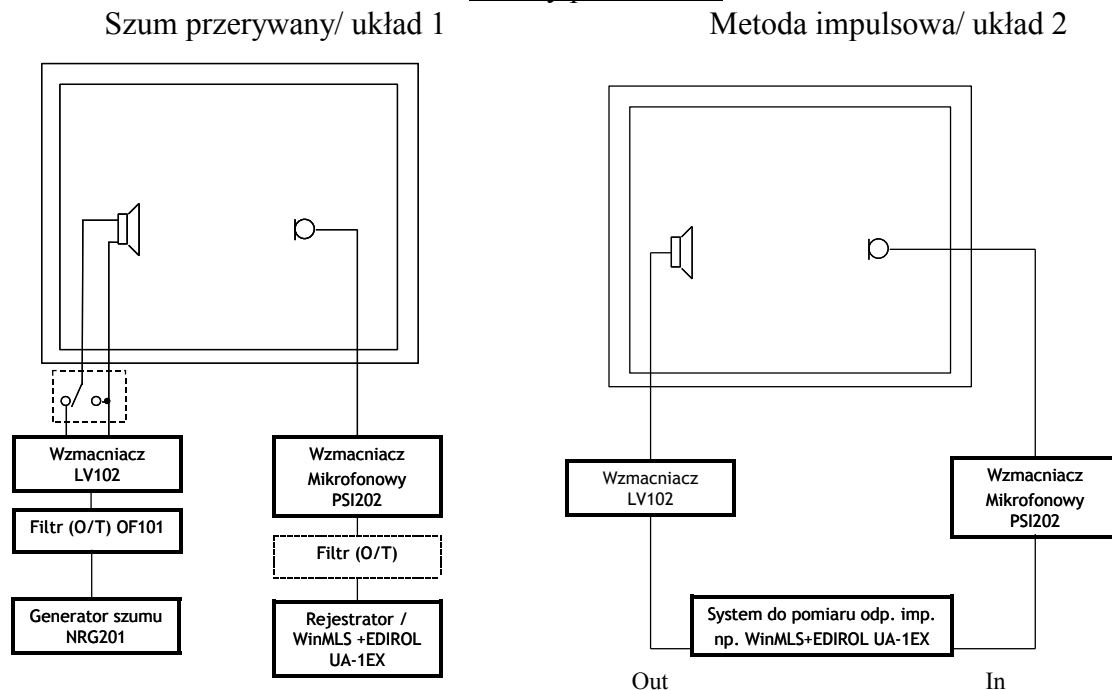 Szum przerywany/ układ 1
Metoda impulsowa/ układ 2
Wzmacniacz
LV102
Filtr (O/T) OF101
Generator szumu
NRG201
Wzmacniacz
Mikrofonowy
PSI202
Filtr (O/T)
Rejestrator /
WinMLS +EDIROL
UA-1EX
Wzmacniacz
LV102
Wzmacniacz
Mikrofonowy
PSI202
System do pomiaru odp. imp.
np. WinMLS+EDIROL UA-1EX
Out
In